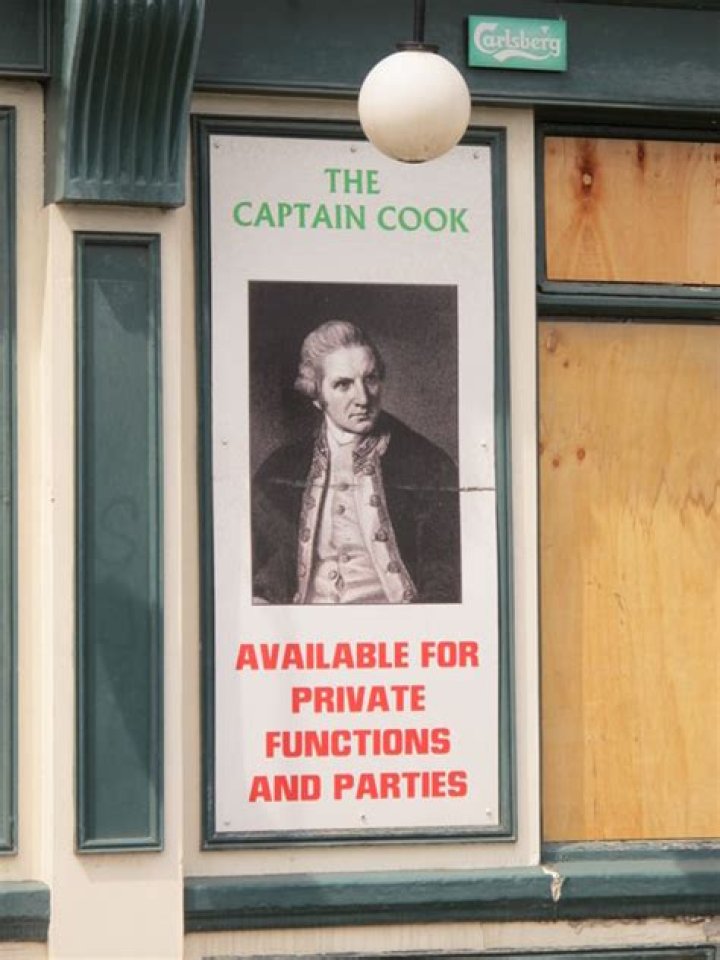 Carlsberg
THE
CAPTAIN COOK
AVAILABLE FOR
PRIVATE
FUNCTIONS
AND PARTIES